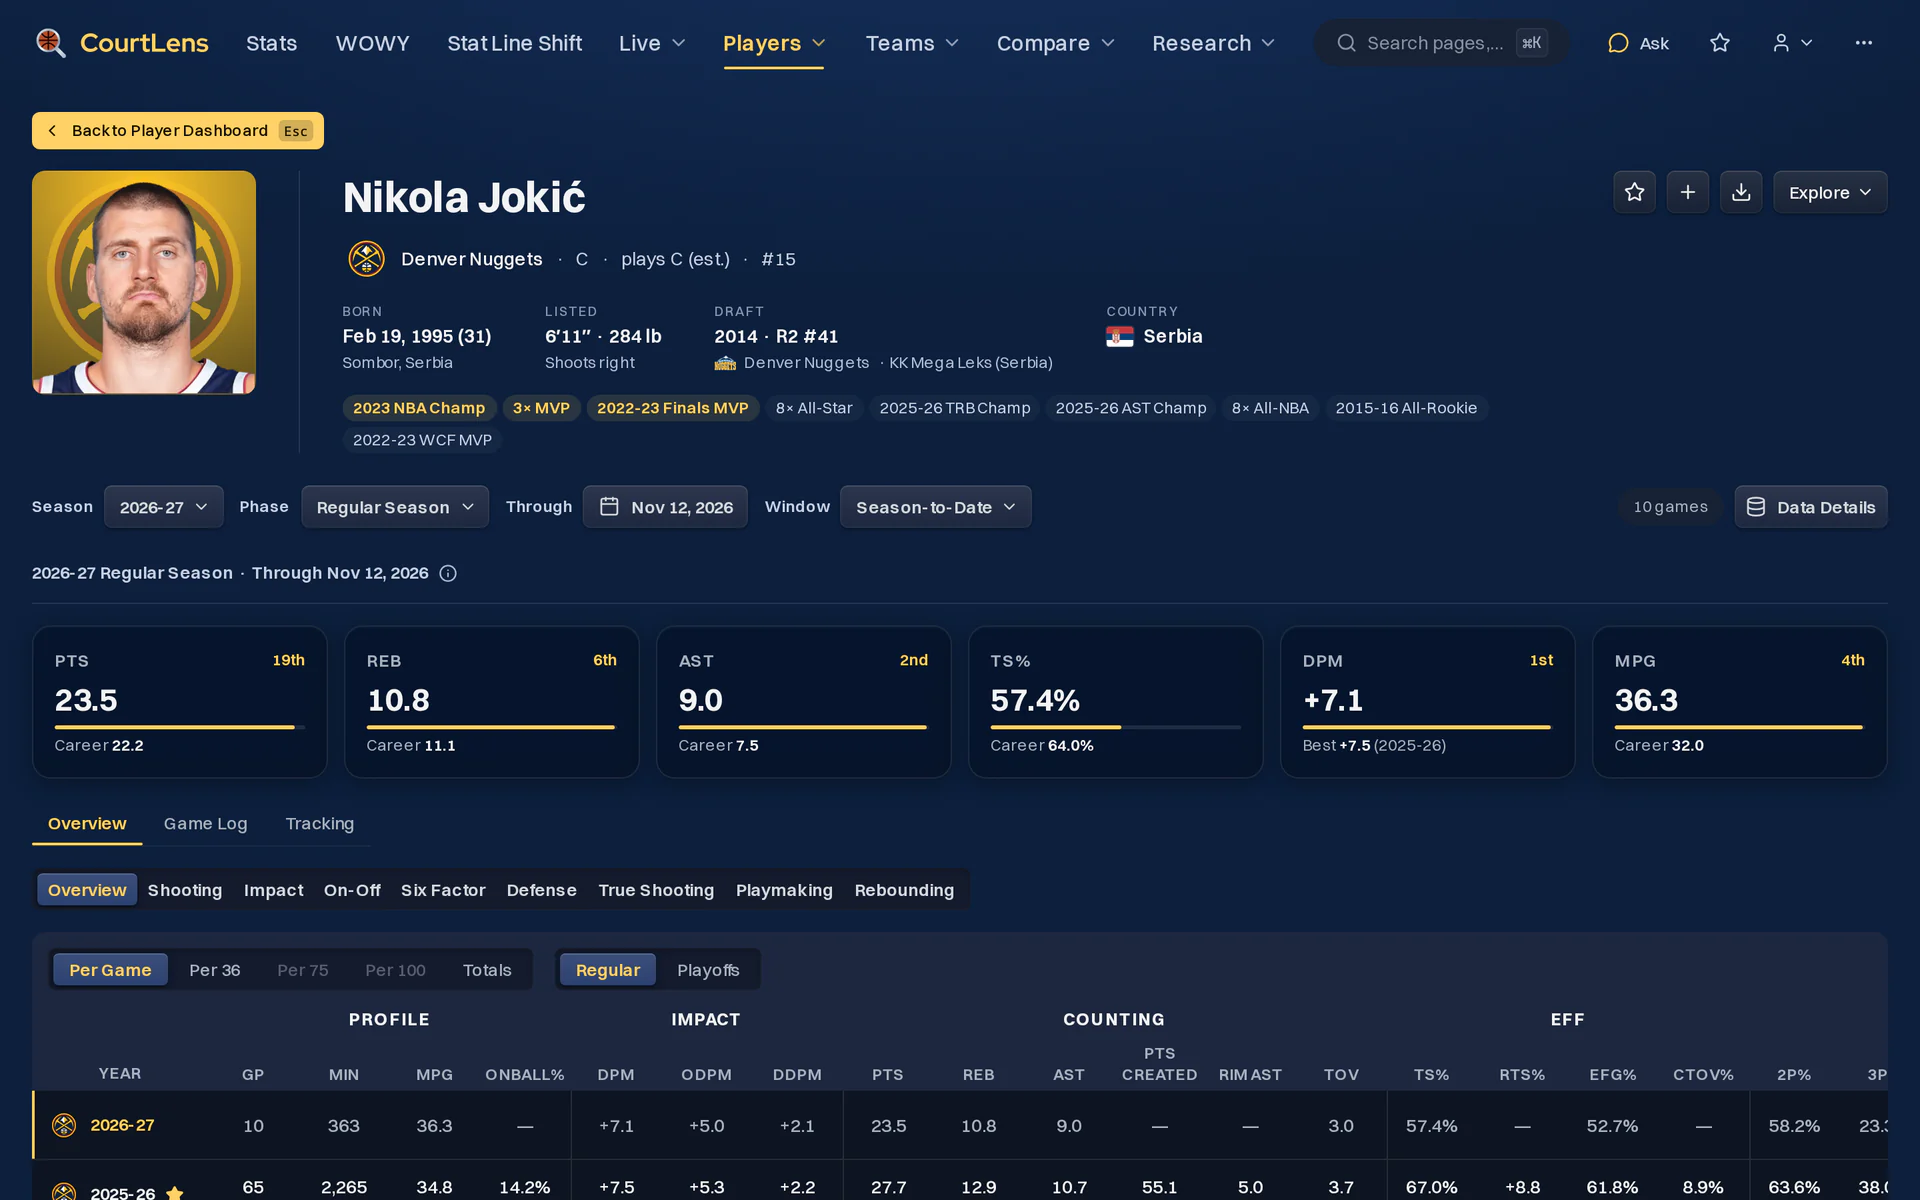 CourtLens Stats WOWY Stat Line Shift Live Players Teams Compare Research Search pages,... ⌘K Ask
Back to Player Dashboard Esc
Nikola Jokić
Explore
Denver Nuggets · C · plays C (est.) · #15
BORN LISTED DRAFT COUNTRY
Feb 19, 1995 (31) 6'11" · 284 lb 2014 · R2 #41 Serbia
Sombor, Serbia Shoots right Denver Nuggets · KK Mega Leks (Serbia)
2023 NBA Champ 3× MVP 2022-23 Finals MVP 8× All-Star 2025-26 TRB Champ 2025-26 AST Champ 8× All-NBA 2015-16 All-Rookie
2022-23 WCF MVP
Season 2026-27 Phase Regular Season Through Nov 12, 2026 Window Season-to-Date 10 games Data Details
2026-27 Regular Season · Through Nov 12, 2026
PTS 19th REB 6th AST 2nd TS% DPM 1st MPG 4th
23.5 10.8 9.0 57.4% +7.1 36.3
Career 22.2 Career 11.1 Career 7.5 Career 64.0% Best +7.5 (2025-26) Career 32.0
Overview Game Log Tracking
Overview Shooting Impact On-Off Six Factor Defense True Shooting Playmaking Rebounding
Per Game Per 36 Per 75 Per 100 Totals Regular Playoffs
PROFILE IMPACT COUNTING EFF
YEAR GP MIN MPG ONBALL% DPM ODPM DDPM PTS REB AST PTS CREATED RIM AST TOV TS% RTS% EFG% CTOV% 2P% 3P
2026-27 10 363 36.3 — +7.1 +5.0 +2.1 23.5 10.8 9.0 — — 3.0 57.4% — 52.7% — 58.2% 23.3
2025-26 65 2,265 34.8 14.2% +7.5 +5.3 +2.2 27.7 12.9 10.7 55.1 5.0 3.7 67.0% +8.8 61.8% 8.9% 63.6% 38.0